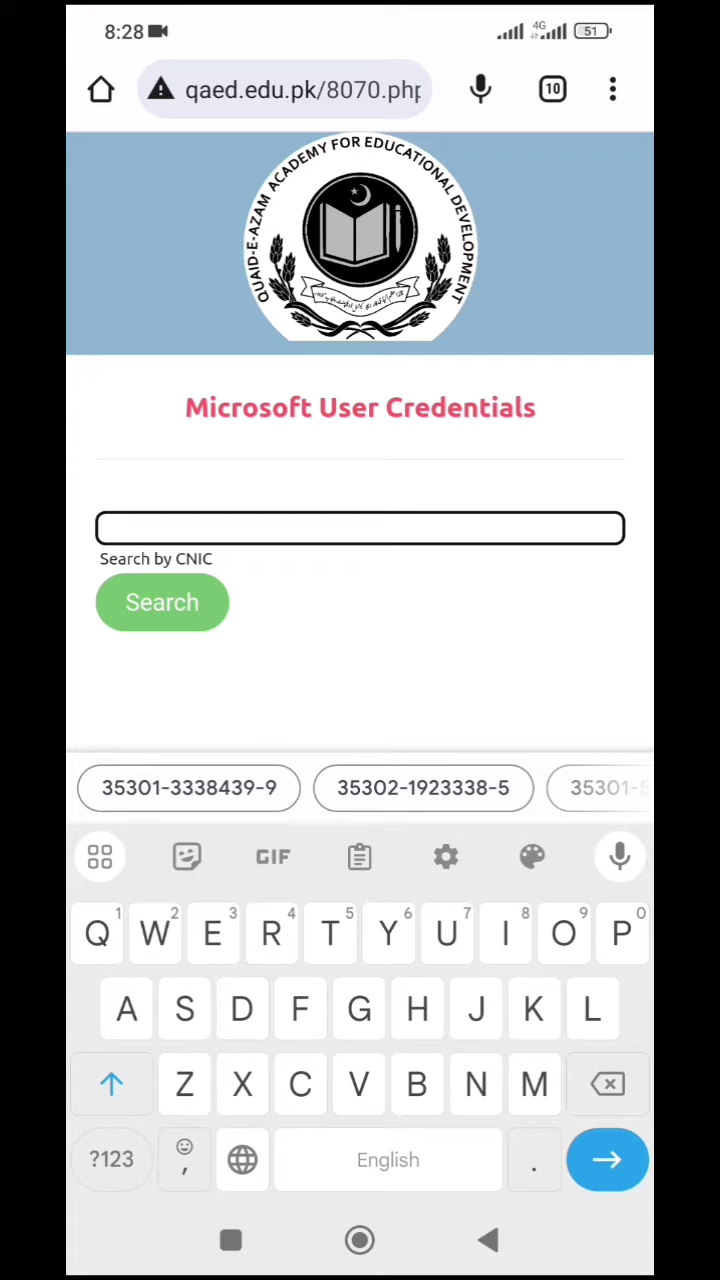 8:28
4G
51
qaed.edu.pk/8070.php
10
QUAID-E-AZAM ACADEMY FOR EDUCATIONAL DEVELOPMENT
Microsoft User Credentials
Search by CNIC
Search
35301-3338439-9 35302-1923338-5 35301-5
GIF
Q1 W2 E3 R4 T5 Y6 U7 I8 O9 P0
A S D F G H J K L
Z X C V B N M
?123 , English .